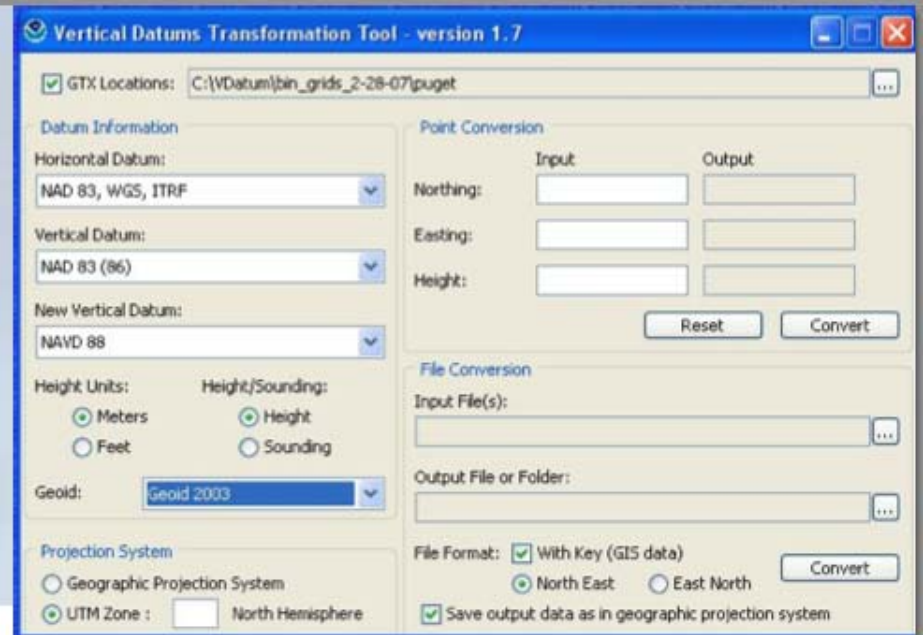 Vertical Datums Transformation Tool - version 1.7
GTX Locations: C:\VDatum\bin_grids_2-28-07\puget ...
Datum Information
Horizontal Datum:
NAD 83, WGS, ITRF
Vertical Datum:
NAD 83 (86)
New Vertical Datum:
NAVD 88
Height Units: Height/Sounding:
Meters Height
Feet Sounding
Geoid: Geoid 2003
Projection System
Geographic Projection System
UTM Zone : North Hemisphere
Point Conversion
Input Output
Northing:
Easting:
Height:
Reset Convert
File Conversion
Input File(s):
...
Output File or Folder:
...
File Format: With Key (GIS data) Convert
North East East North
Save output data as in geographic projection system